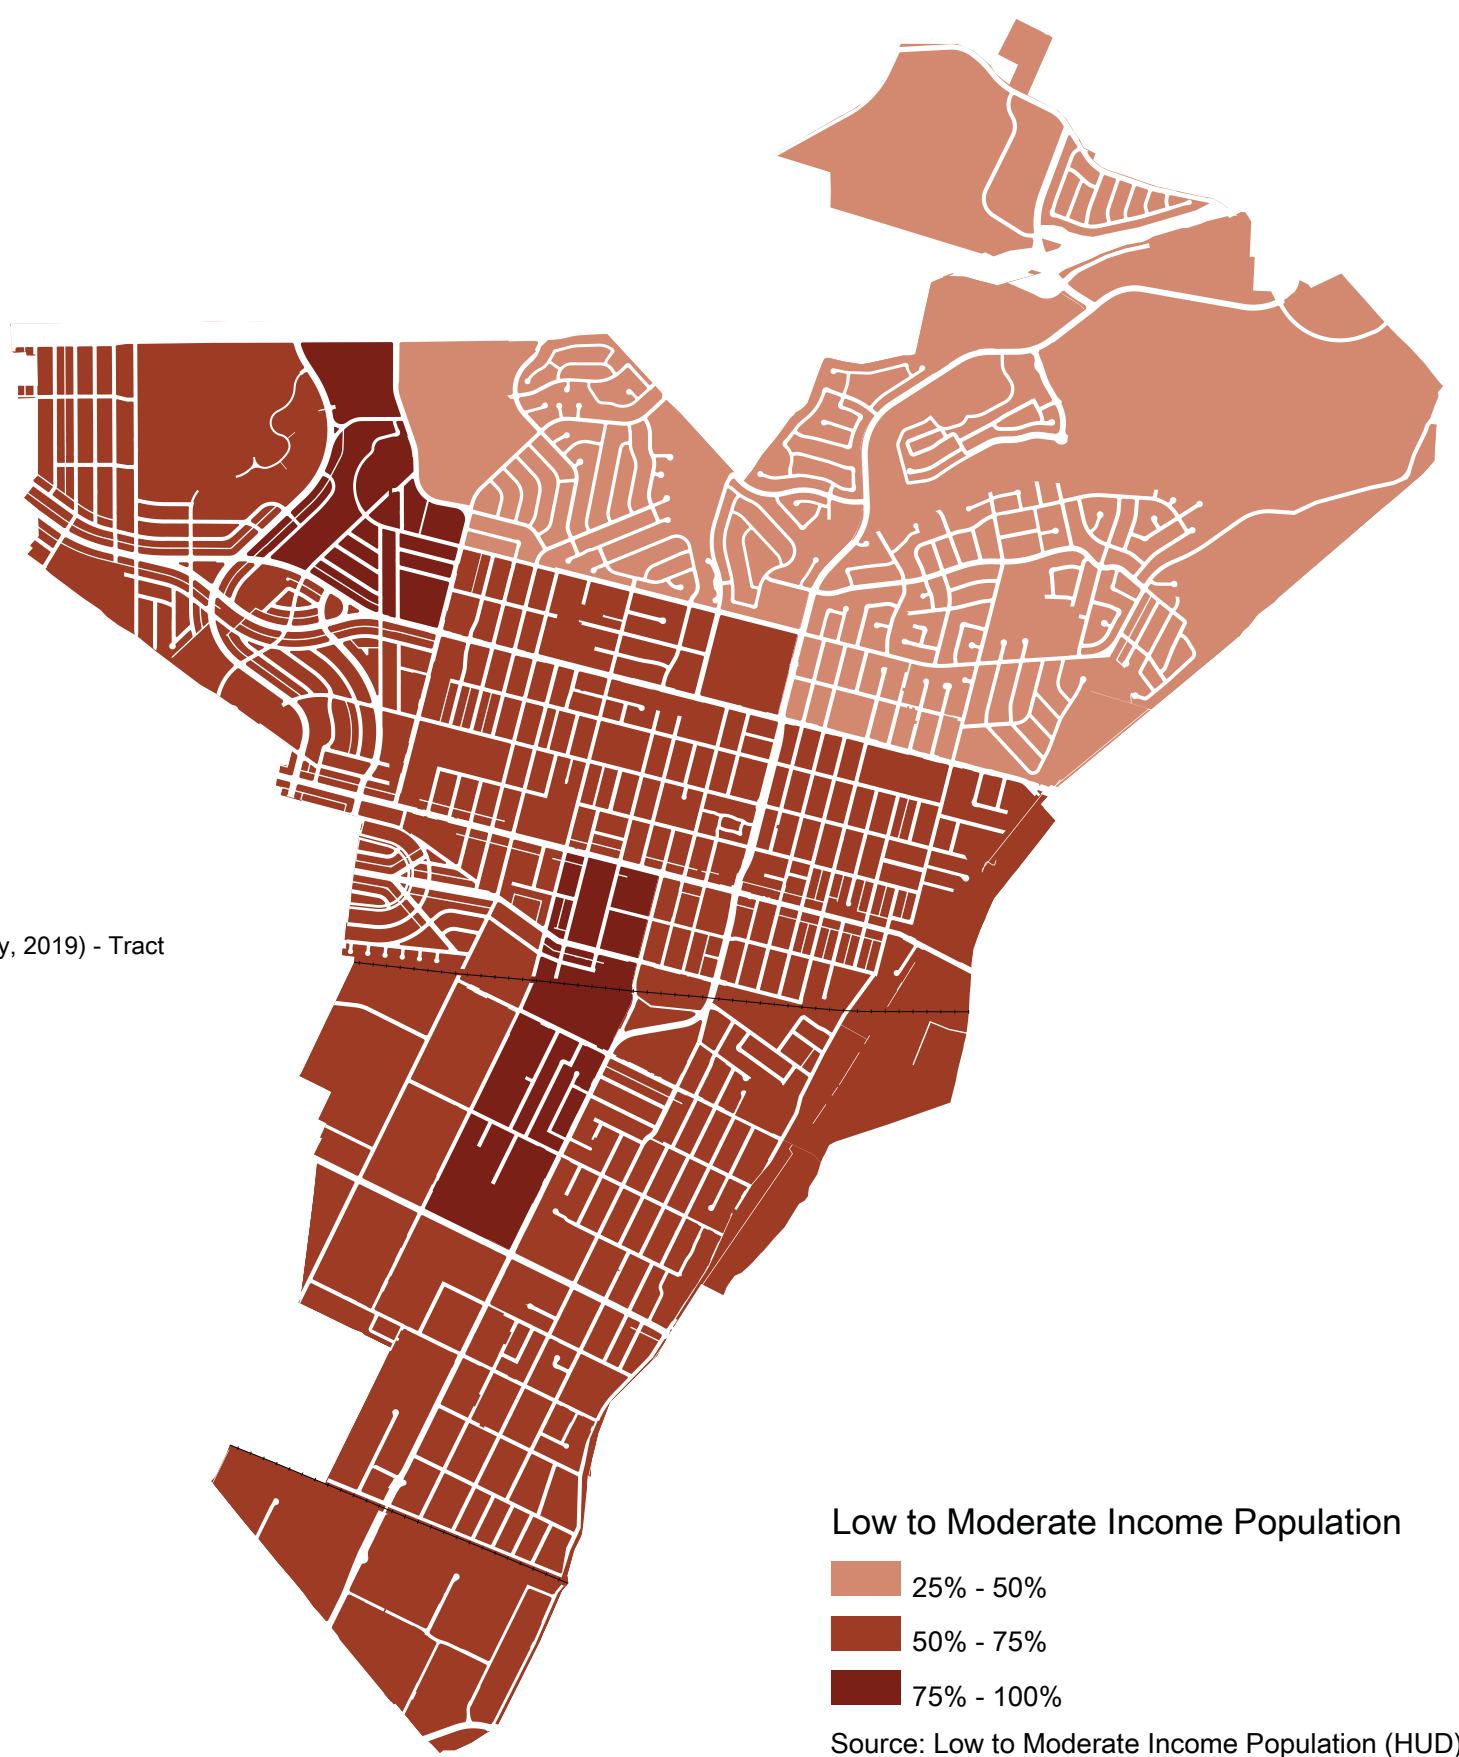 y, 2019) - Tract
Low to Moderate Income Population
25% - 50%
50% - 75%
75% - 100%
Source: Low to Moderate Income Population (HUD)